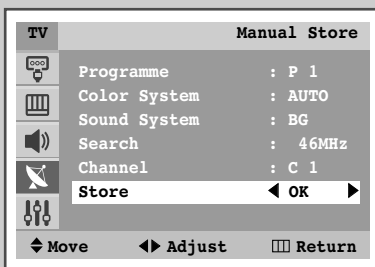 TV Manual Store
Programme : P 1
Color System : AUTO
Sound System : BG
Search : 46MHz
Channel : C 1
Store ◀ OK ▶
Move Adjust Return